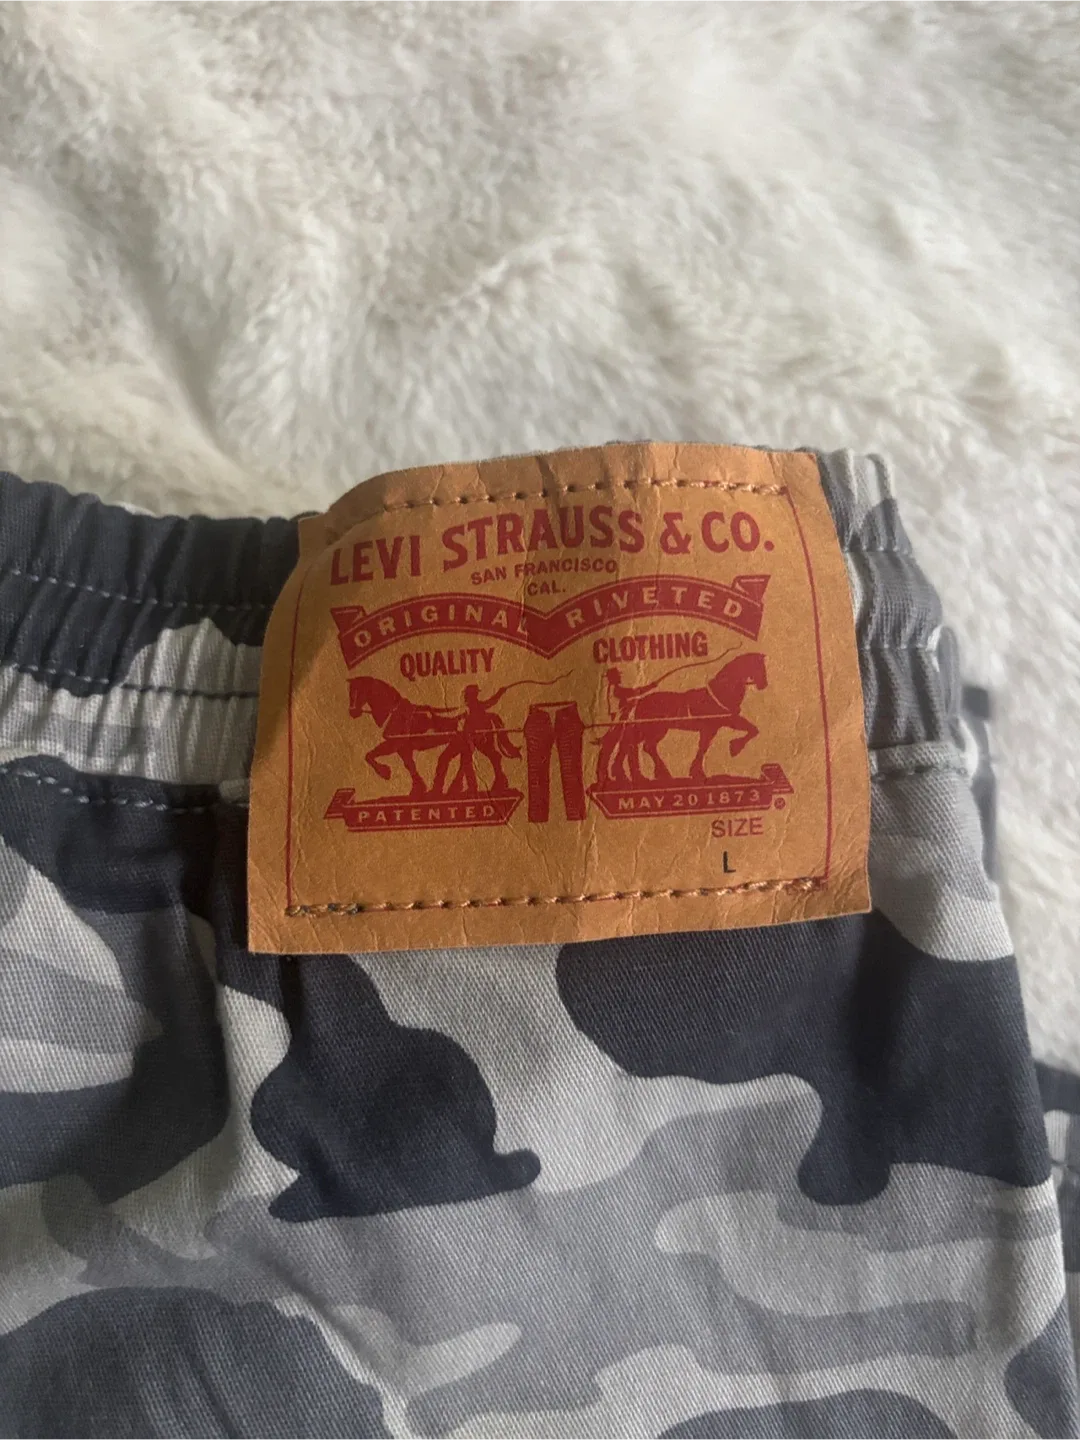 LEVI STRAUSS & CO.
SAN FRANCISCO
CAL.
ORIGINAL RIVETED
QUALITY CLOTHING
PATENTED MAY 20 1873
SIZE
L